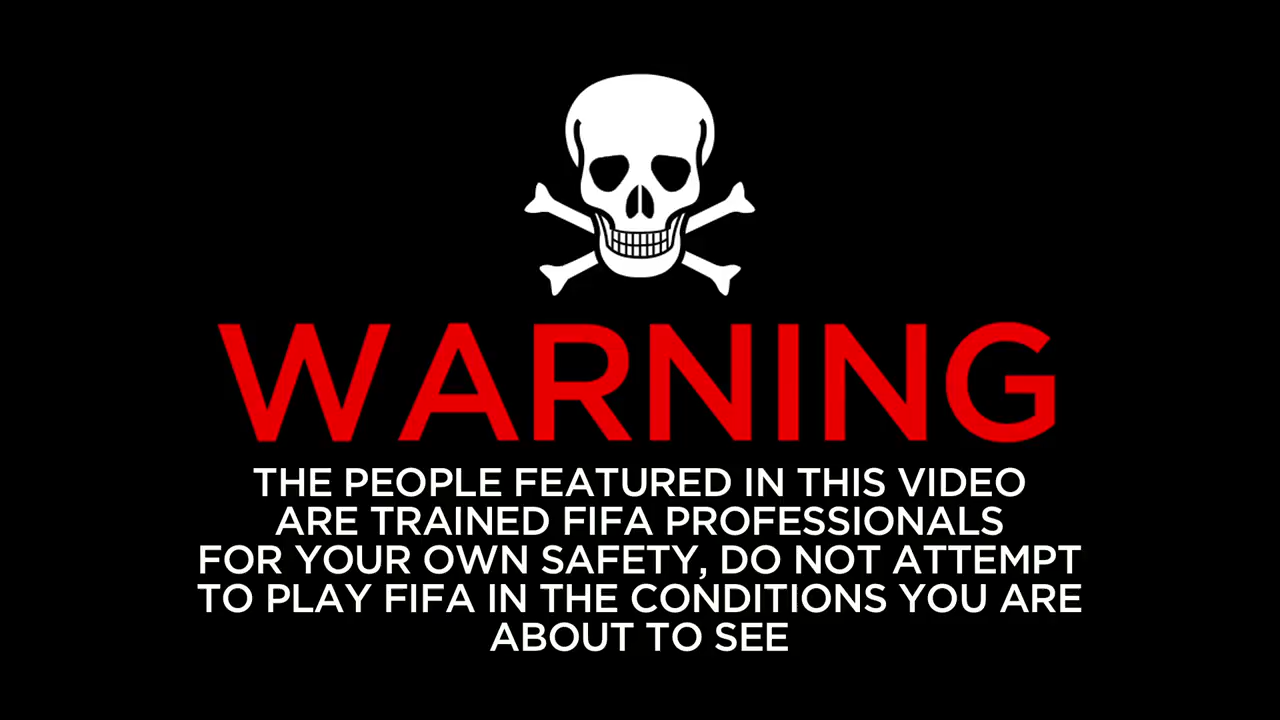 WARNING
THE PEOPLE FEATURED IN THIS VIDEO
ARE TRAINED FIFA PROFESSIONALS
FOR YOUR OWN SAFETY, DO NOT ATTEMPT
TO PLAY FIFA IN THE CONDITIONS YOU ARE
ABOUT TO SEE